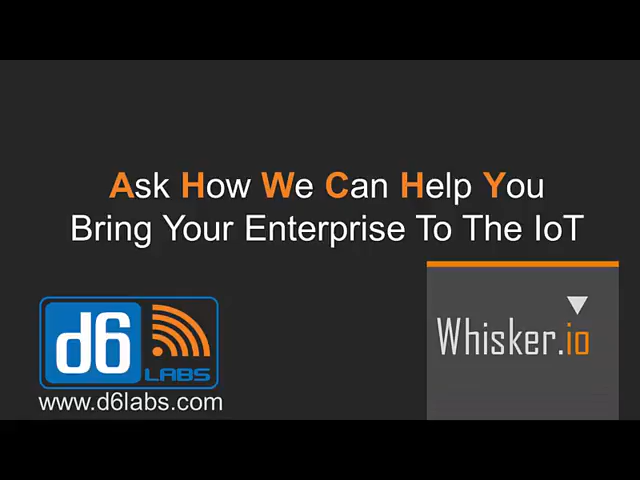 Ask How We Can Help You
Bring Your Enterprise To The IoT
d6
LABS
www.d6labs.com
Whisker.io